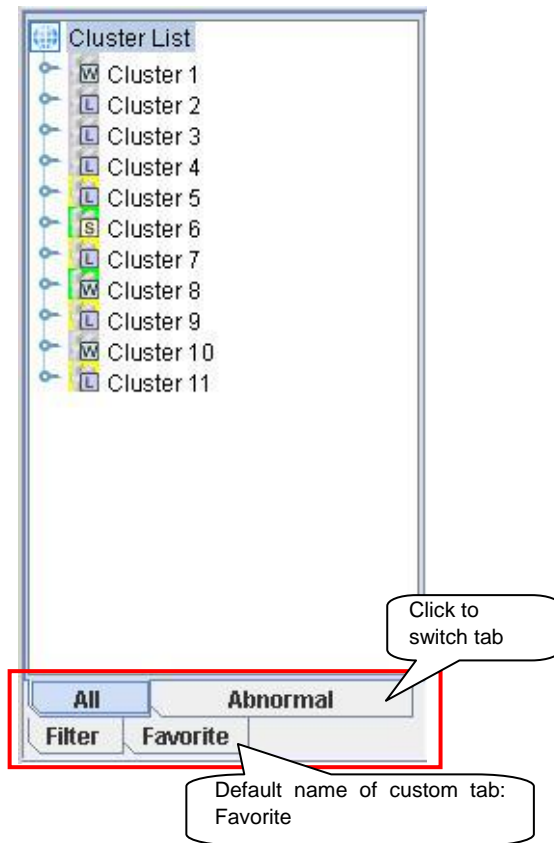 Cluster List
W Cluster 1
L Cluster 2
L Cluster 3
L Cluster 4
L Cluster 5
S Cluster 6
L Cluster 7
W Cluster 8
L Cluster 9
W Cluster 10
L Cluster 11
Click to
switch tab
All Abnormal
Filter Favorite
Default name of custom tab:
Favorite